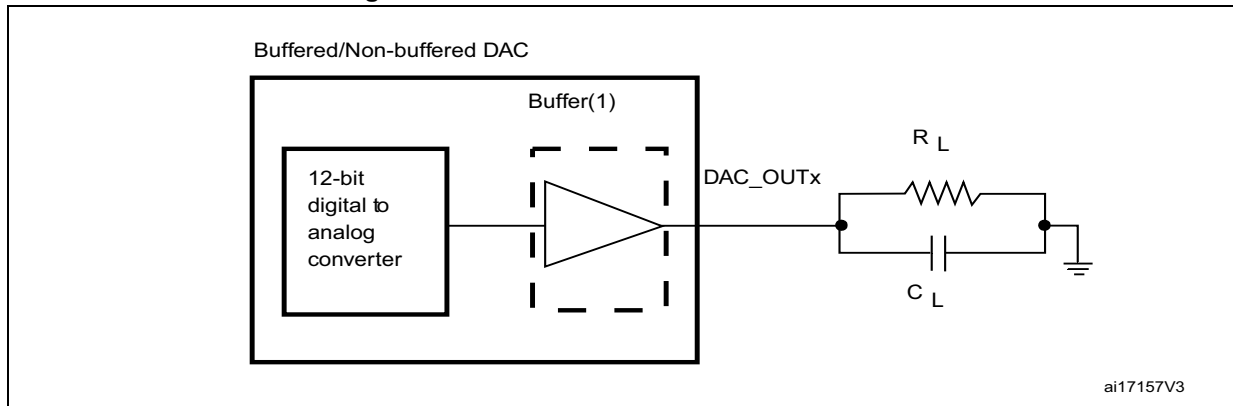 Buffered/Non-buffered DAC
Buffer(1)
12-bit
digital to
analog
converter
DAC_OUTx
R L
C L
ai17157V3